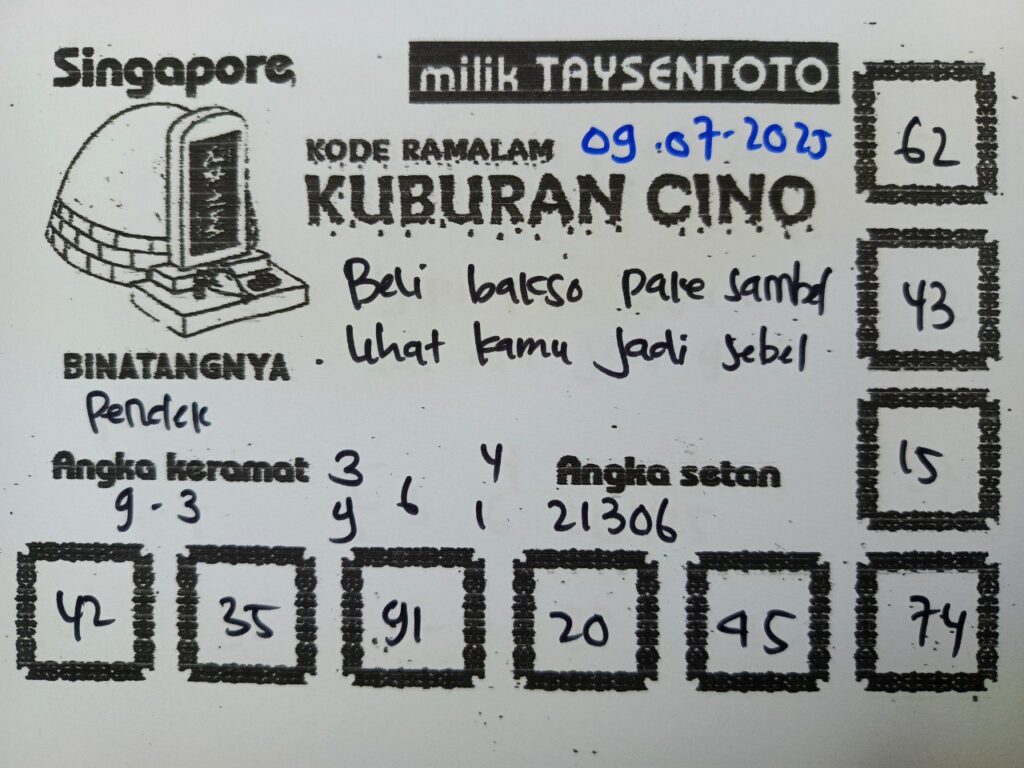 Singapore
milik TAYSENTOTO
KODE RAMALAM 09.07-2025
KUBURAN CINO
62
Beli bakso pake sambel
lihat kamu jadi sebel
43
BINATANGNYA
Pendek
15
Angka keramat
9-3
3 4
6
9 1
Angka setan
21306
42 35 91 20 45 74